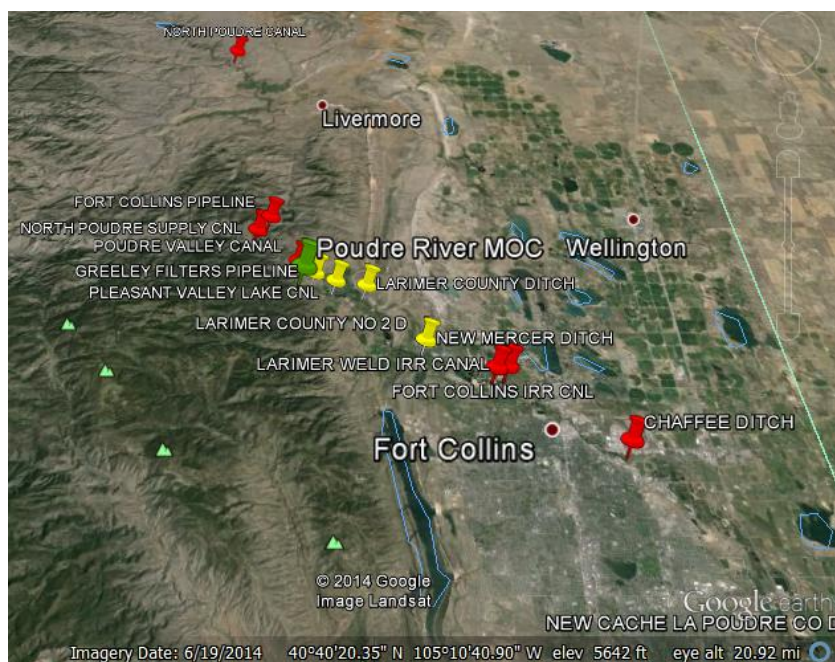 NORTH POUDRE CANAL
Livermore
FORT COLLINS PIPELINE
NORTH POUDRE SUPPLY CNL
POUDRE VALLEY CANAL
Poudre River MOC
Wellington
GREELEY FILTERS PIPELINE
PLEASANT VALLEY LAKE CNL
LARIMER COUNTY DITCH
LARIMER COUNTY NO 2 D
NEW MERCER DITCH
LARIMER WELD IRR CANAL
FORT COLLINS IRR CNL
CHAFFEE DITCH
Fort Collins
© 2014 Google
Image Landsat
Google earth
NEW CACHE LA POUDRE CO D
Imagery Date: 6/19/2014 40°40'20.35" N 105°10'40.90" W elev 5642 ft eye alt 20.92 mi